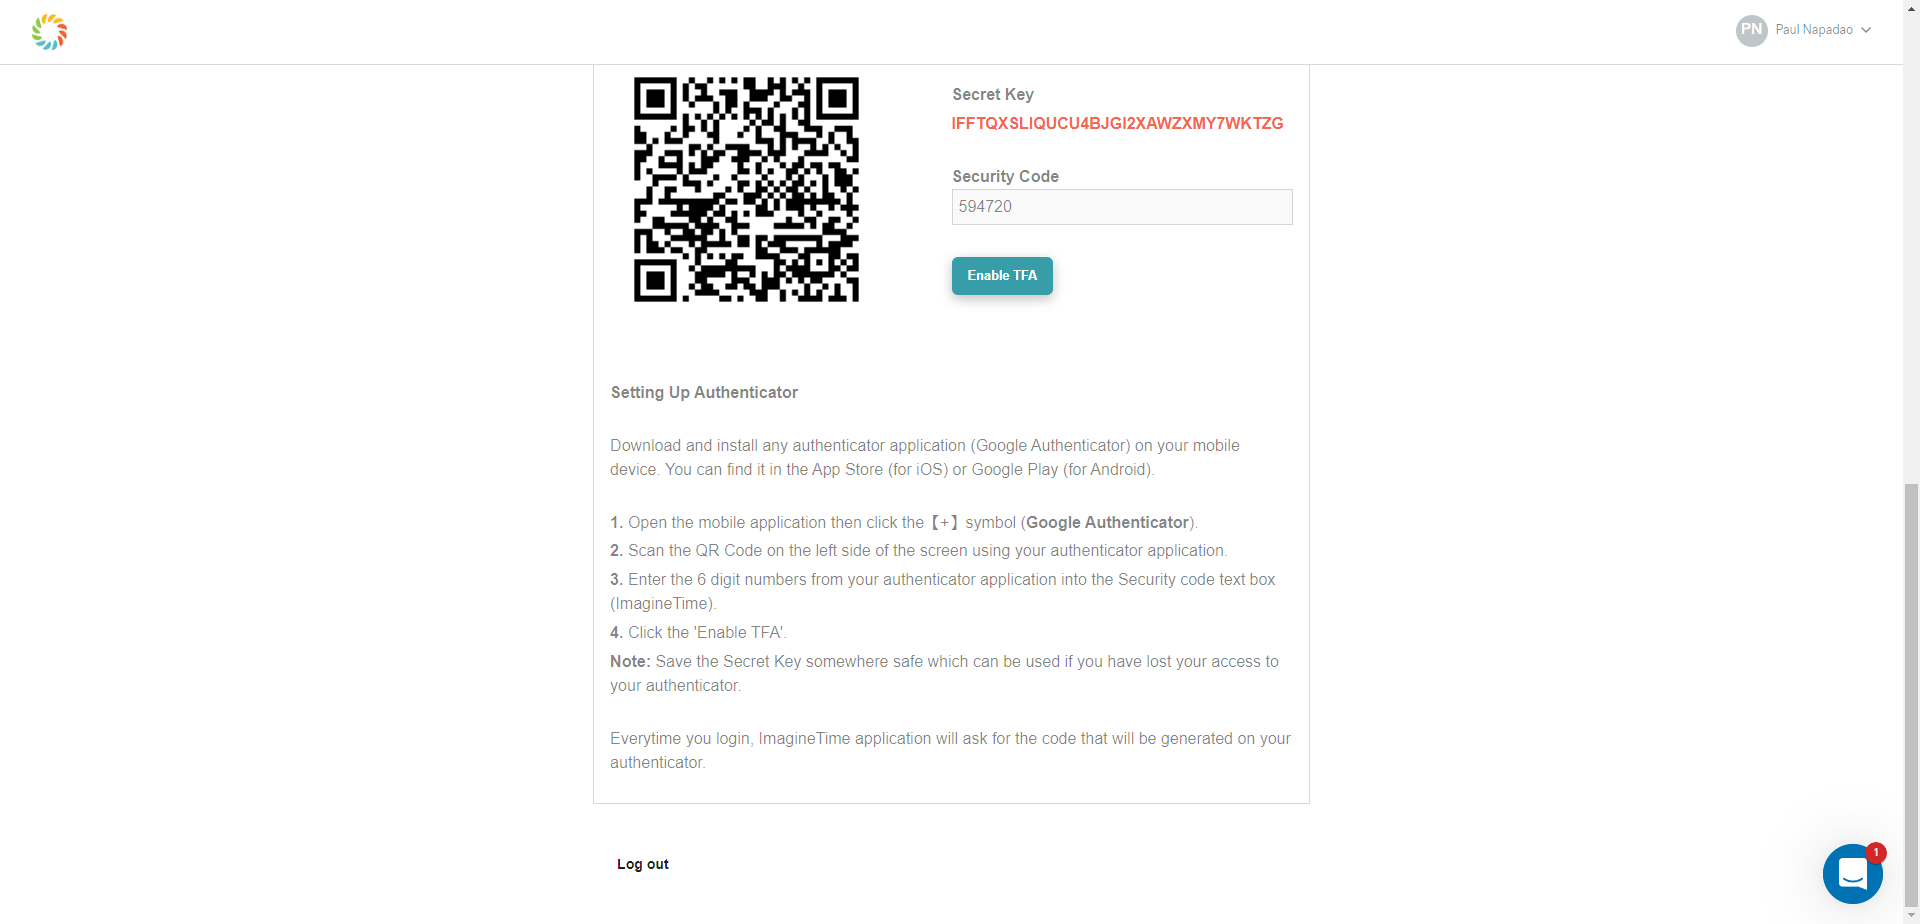 PN Paul Napadao
Secret Key
IFFTQXSLIQUCU4BJGI2XAWZXMY7WKTZG
Security Code
594720
Enable TFA
Setting Up Authenticator
Download and install any authenticator application (Google Authenticator) on your mobile
device. You can find it in the App Store (for iOS) or Google Play (for Android).
1. Open the mobile application then click the【+】symbol (Google Authenticator).
2. Scan the QR Code on the left side of the screen using your authenticator application.
3. Enter the 6 digit numbers from your authenticator application into the Security code text box
(ImagineTime).
4. Click the 'Enable TFA'.
Note: Save the Secret Key somewhere safe which can be used if you have lost your access to
your authenticator.
Everytime you login, ImagineTime application will ask for the code that will be generated on your
authenticator.
Log out
1